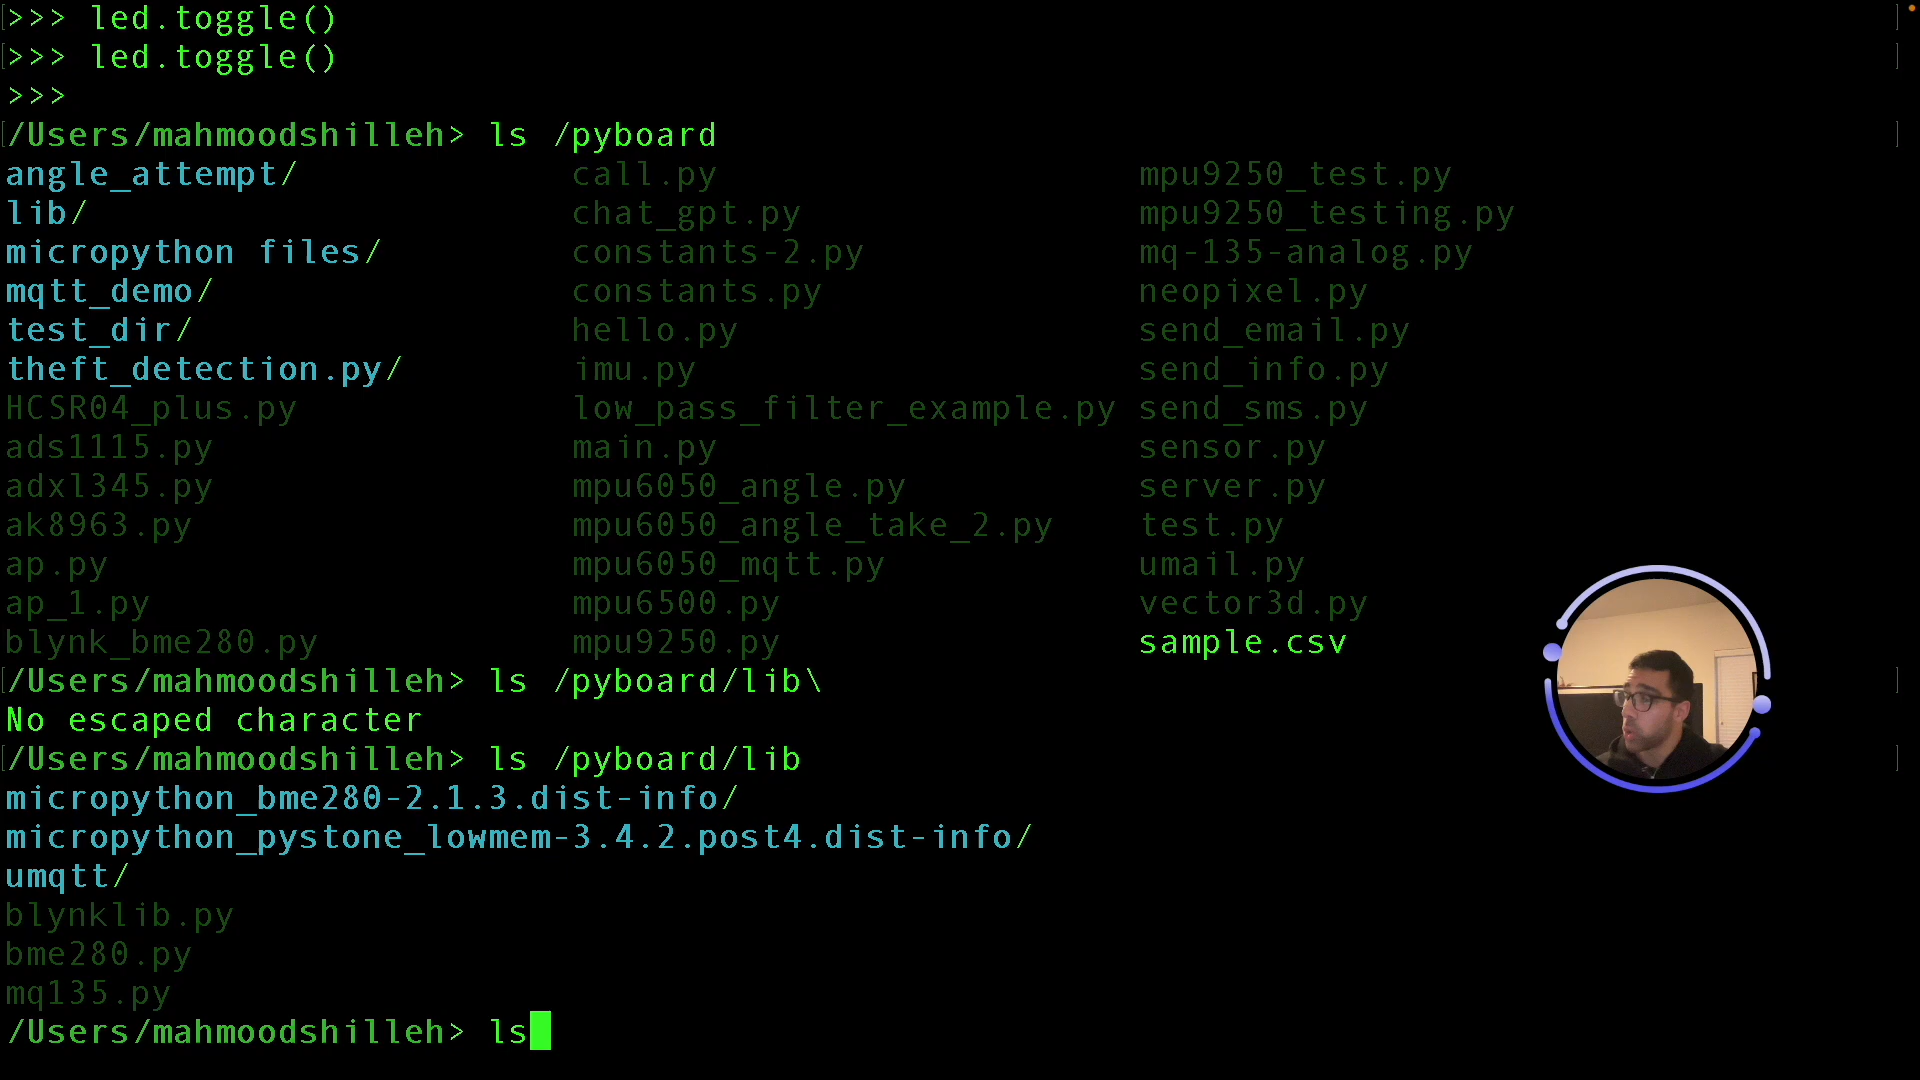 >>> led.toggle()
>>> led.toggle()
>>>
/Users/mahmoodshilleh> ls /pyboard
angle_attempt/ call.py mpu9250_test.py
lib/ chat_gpt.py mpu9250_testing.py
micropython files/ constants-2.py mq-135-analog.py
mqtt_demo/ constants.py neopixel.py
test_dir/ hello.py send_email.py
theft_detection.py/ imu.py send_info.py
HCSR04_plus.py low_pass_filter_example.py send_sms.py
ads1115.py main.py sensor.py
adxl345.py mpu6050_angle.py server.py
ak8963.py mpu6050_angle_take_2.py test.py
ap.py mpu6050_mqtt.py umail.py
ap_1.py mpu6500.py vector3d.py
blynk_bme280.py mpu9250.py sample.csv
/Users/mahmoodshilleh> ls /pyboard/lib\
No escaped character
/Users/mahmoodshilleh> ls /pyboard/lib
micropython_bme280-2.1.3.dist-info/
micropython_pystone_lowmem-3.4.2.post4.dist-info/
umqtt/
blynklib.py
bme280.py
mq135.py
/Users/mahmoodshilleh> ls